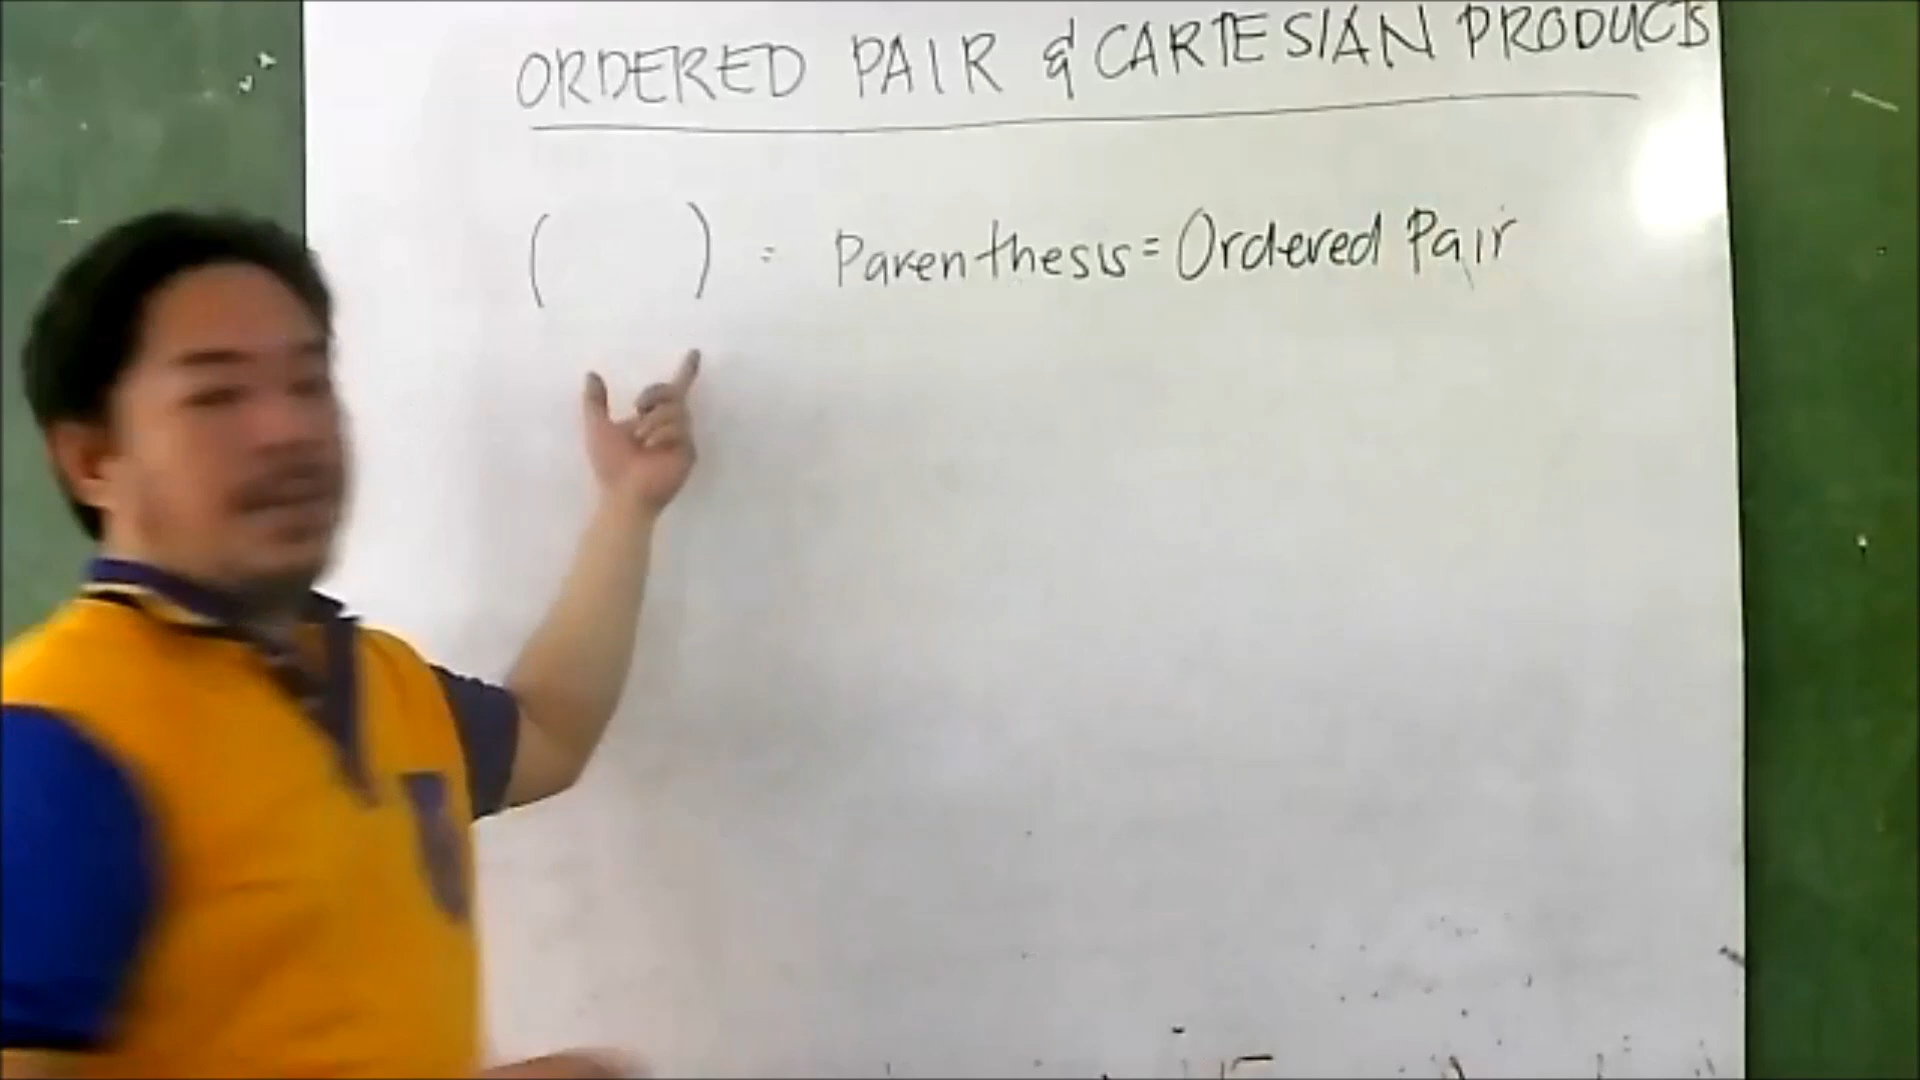 ORDERED PAIR & CARTESIAN PRODUCTS
( ) = Parenthesis = Ordered Pair